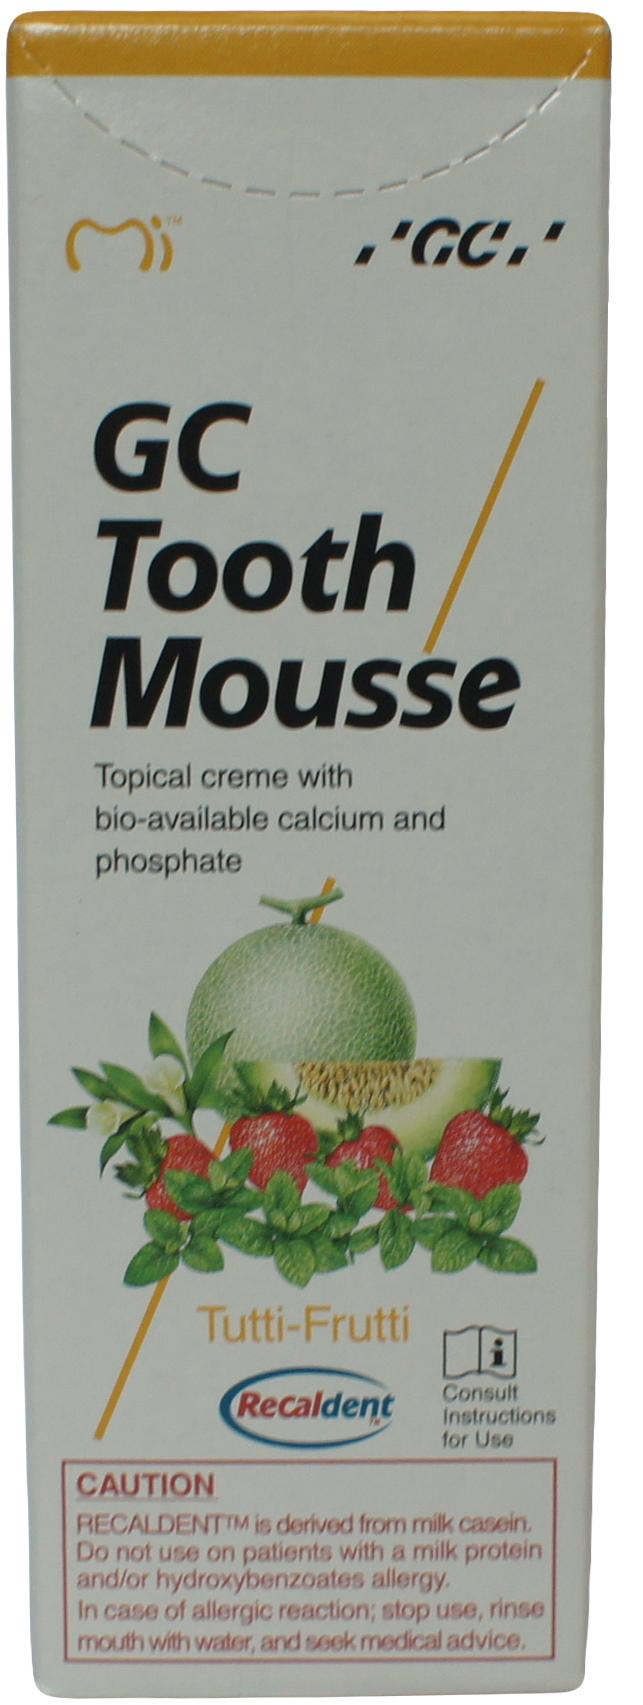 Mi™ GC
GC
Tooth
Mousse
Topical creme with
bio-available calcium and
phosphate
Tutti-Frutti
Recaldent™
i
Consult
Instructions
for Use
CAUTION
RECALDENT™ is derived from milk casein.
Do not use on patients with a milk protein
and/or hydroxybenzoates allergy.
In case of allergic reaction; stop use, rinse
mouth with water, and seek medical advice.